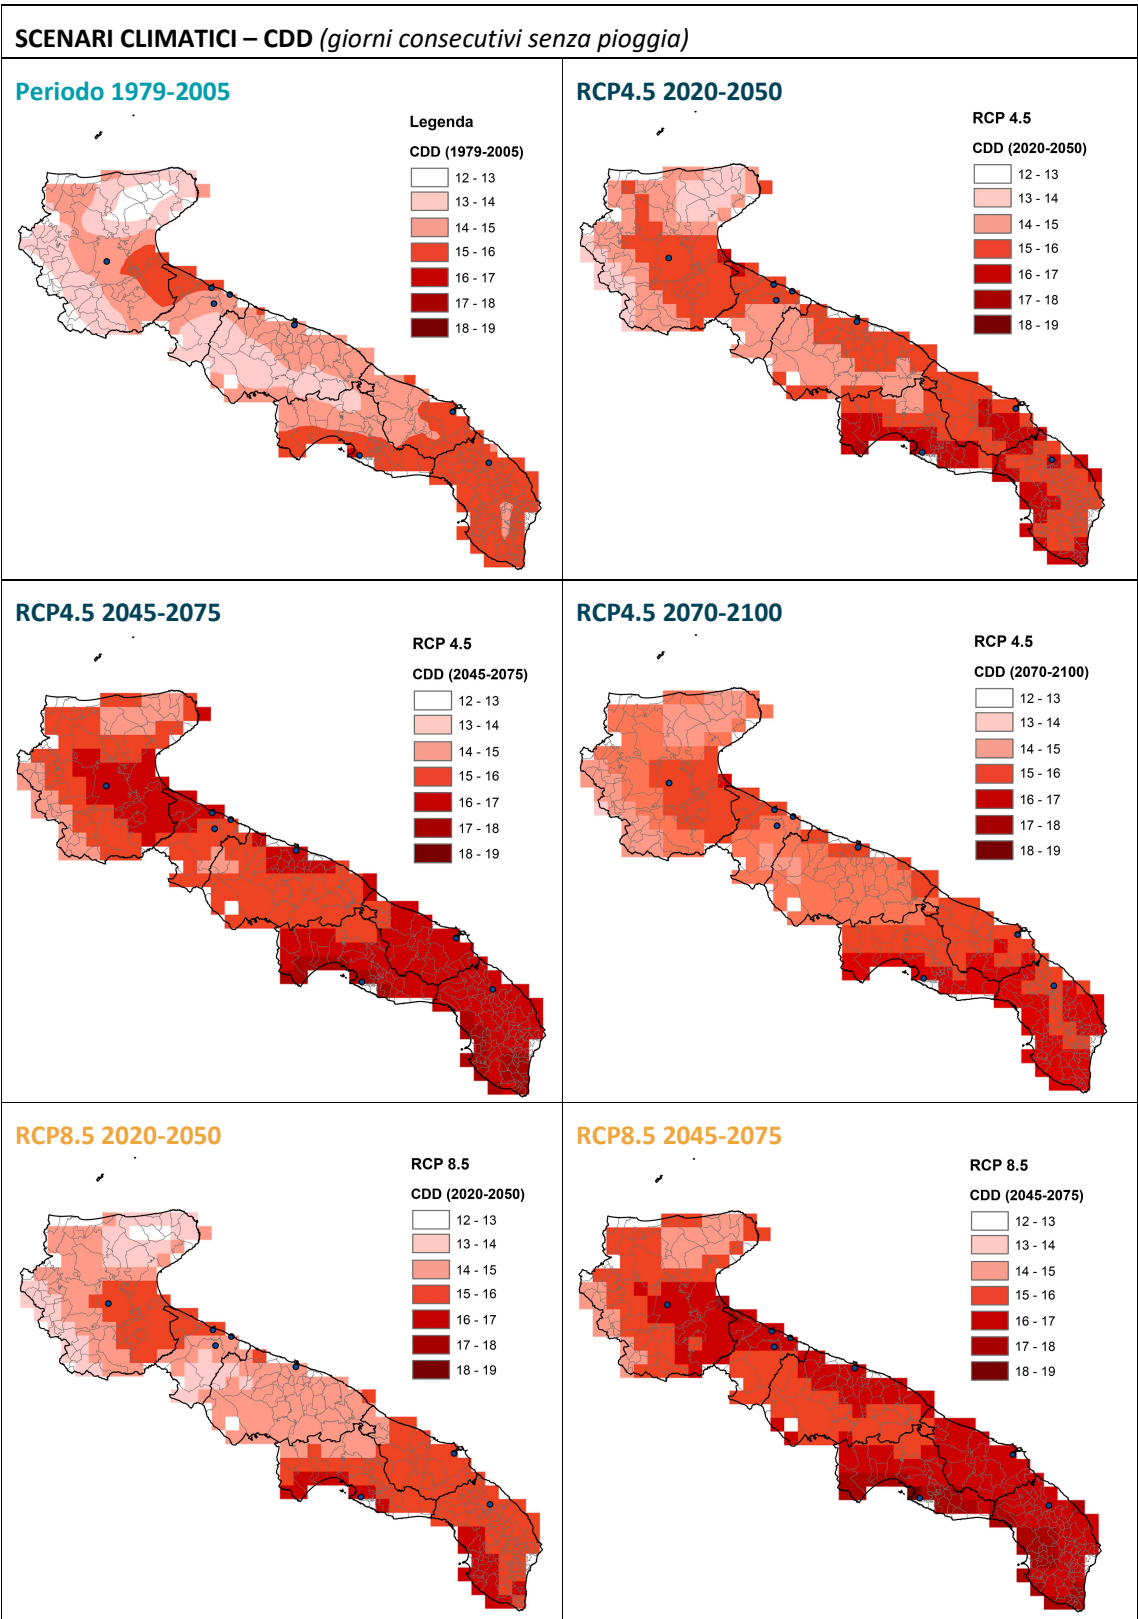 SCENARI CLIMATICI – CDD (giorni consecutivi senza pioggia)
Periodo 1979-2005
Legenda
CDD (1979-2005)
12 - 13
13 - 14
14 - 15
15 - 16
16 - 17
17 - 18
18 - 19
RCP4.5 2020-2050
RCP 4.5
CDD (2020-2050)
12 - 13
13 - 14
14 - 15
15 - 16
16 - 17
17 - 18
18 - 19
RCP4.5 2045-2075
RCP 4.5
CDD (2045-2075)
12 - 13
13 - 14
14 - 15
15 - 16
16 - 17
17 - 18
18 - 19
RCP4.5 2070-2100
RCP 4.5
CDD (2070-2100)
12 - 13
13 - 14
14 - 15
15 - 16
16 - 17
17 - 18
18 - 19
RCP8.5 2020-2050
RCP 8.5
CDD (2020-2050)
12 - 13
13 - 14
14 - 15
15 - 16
16 - 17
17 - 18
18 - 19
RCP8.5 2045-2075
RCP 8.5
CDD (2045-2075)
12 - 13
13 - 14
14 - 15
15 - 16
16 - 17
17 - 18
18 - 19